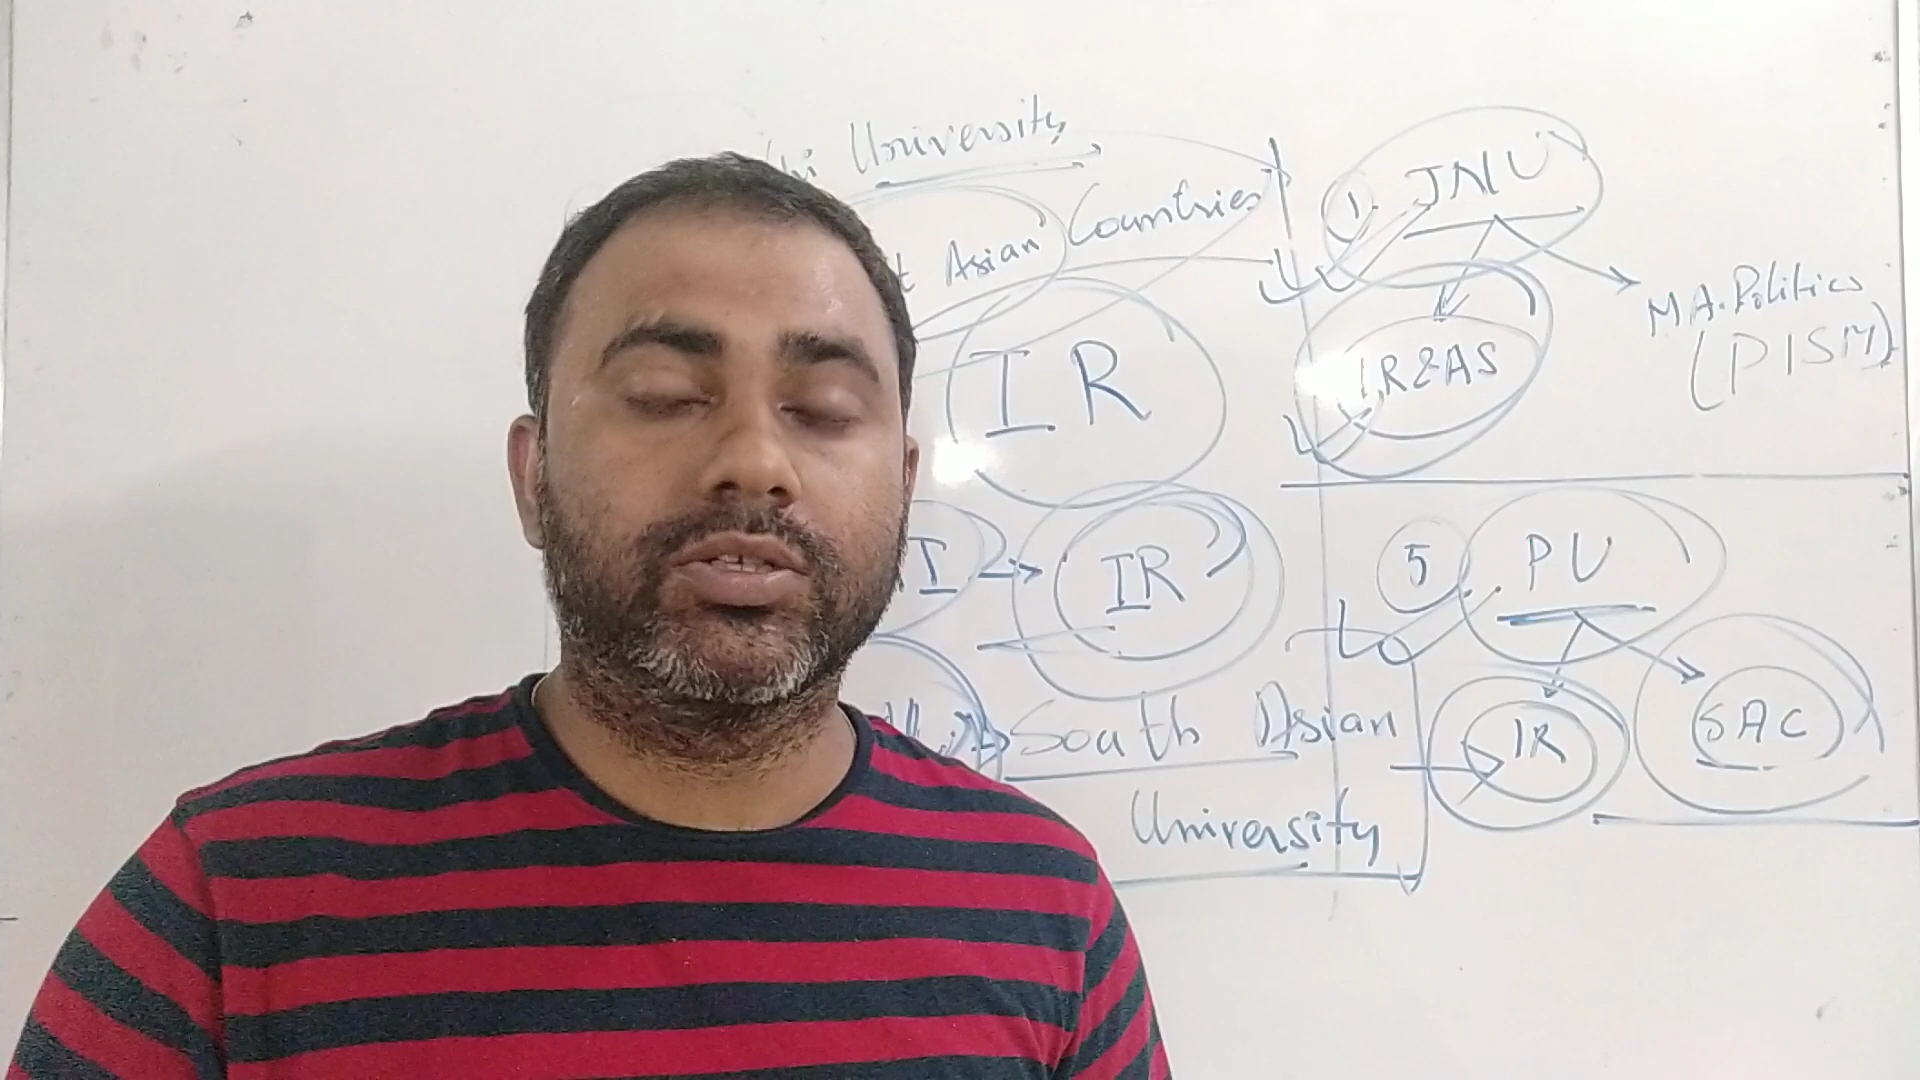 University
Asian Countries
IR
I → IR
South Asian
University
1. JNU
IR&AS
M.A. Politics
(PISM)
5 PU
IR
SAC